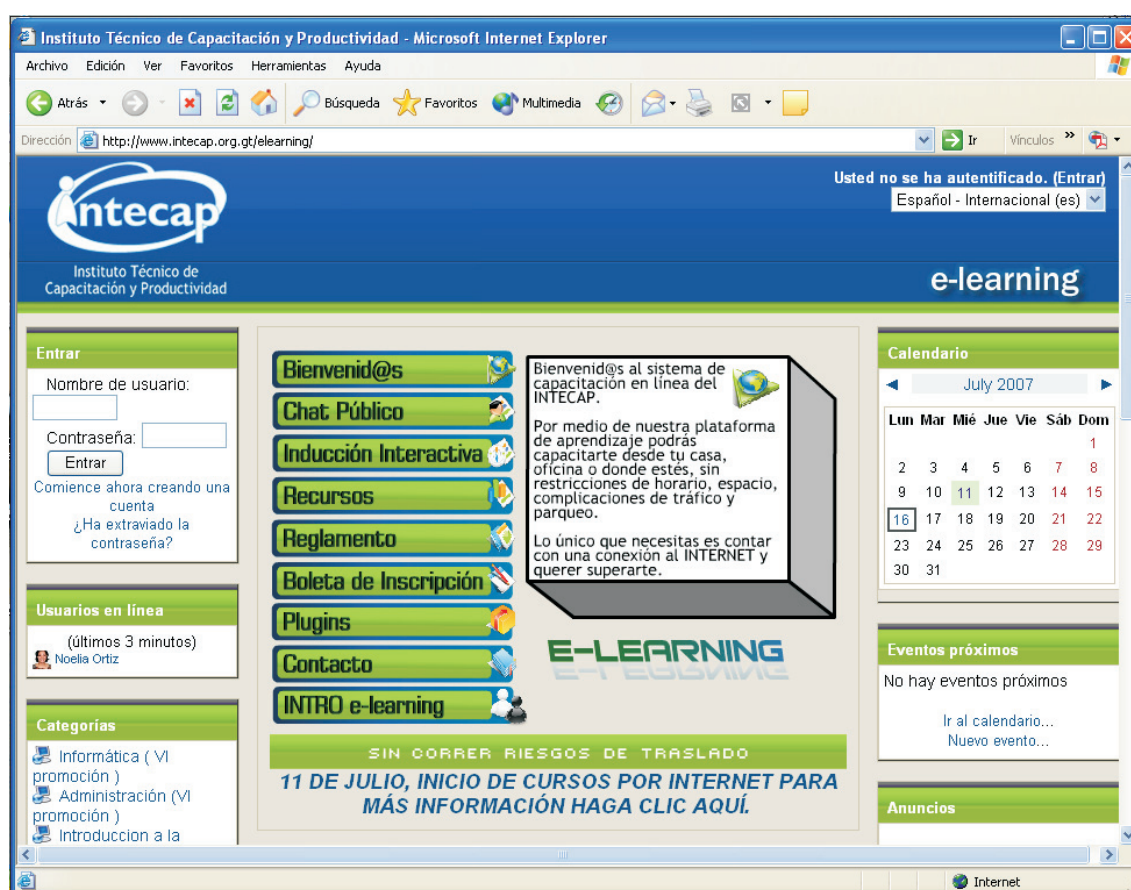 Instituto Técnico de Capacitación y Productividad - Microsoft Internet Explorer
Archivo Edición Ver Favoritos Herramientas Ayuda
Atrás Búsqueda Favoritos Multimedia
Dirección http://www.intecap.org.gt/elearning/ Ir Vínculos »
Usted no se ha autentificado. (Entrar)
Español - Internacional (es)
intecap
Instituto Técnico de
Capacitación y Productividad
e-learning
Entrar
Nombre de usuario:
Contraseña:
Entrar
Comience ahora creando una
cuenta
¿Ha extraviado la
contraseña?
Usuarios en línea
(últimos 3 minutos)
Noelia Ortiz
Categorías
Informática ( VI
promoción )
Administración (VI
promoción )
Introduccion a la
Bienvenid@s
Chat Público
Inducción Interactiva
Recursos
Reglamento
Boleta de Inscripción
Plugins
Contacto
INTRO e-learning
Bienvenid@s al sistema de
capacitación en línea del
INTECAP.
Por medio de nuestra plataforma
de aprendizaje podrás
capacitarte desde tu casa,
oficina o donde estés, sin
restricciones de horario, espacio,
complicaciones de tráfico y
parqueo.
Lo único que necesitas es contar
con una conexión al INTERNET y
querer superarte.
E-LEARNING
SIN CORRER RIESGOS DE TRASLADO
11 DE JULIO, INICIO DE CURSOS POR INTERNET PARA
MÁS INFORMACIÓN HAGA CLIC AQUÍ.
Calendario
July 2007
Lun Mar Mié Jue Vie Sáb Dom
1
2 3 4 5 6 7 8
9 10 11 12 13 14 15
16 17 18 19 20 21 22
23 24 25 26 27 28 29
30 31
Eventos próximos
No hay eventos próximos
Ir al calendario...
Nuevo evento...
Anuncios
Internet